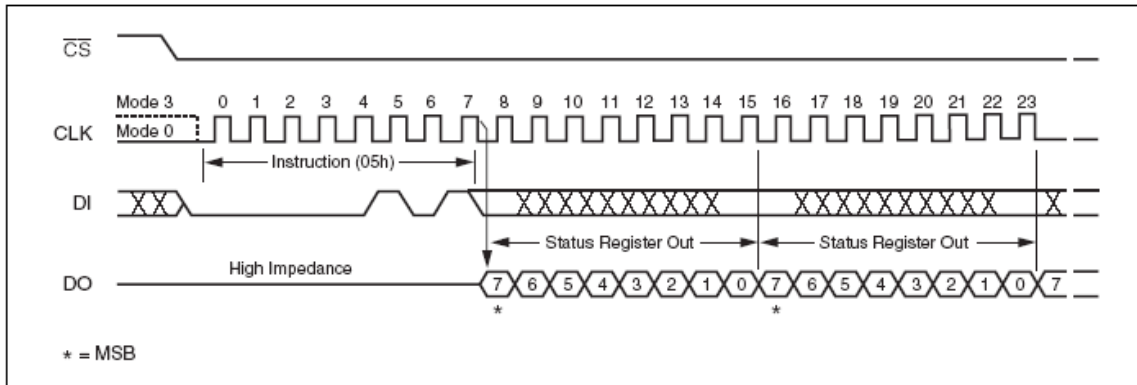 CS
Mode 3 0 1 2 3 4 5 6 7 8 9 10 11 12 13 14 15 16 17 18 19 20 21 22 23
CLK Mode 0
Instruction (05h)
DI
Status Register Out Status Register Out
High Impedance
DO 7 6 5 4 3 2 1 0 7 6 5 4 3 2 1 0 7
* *
* = MSB